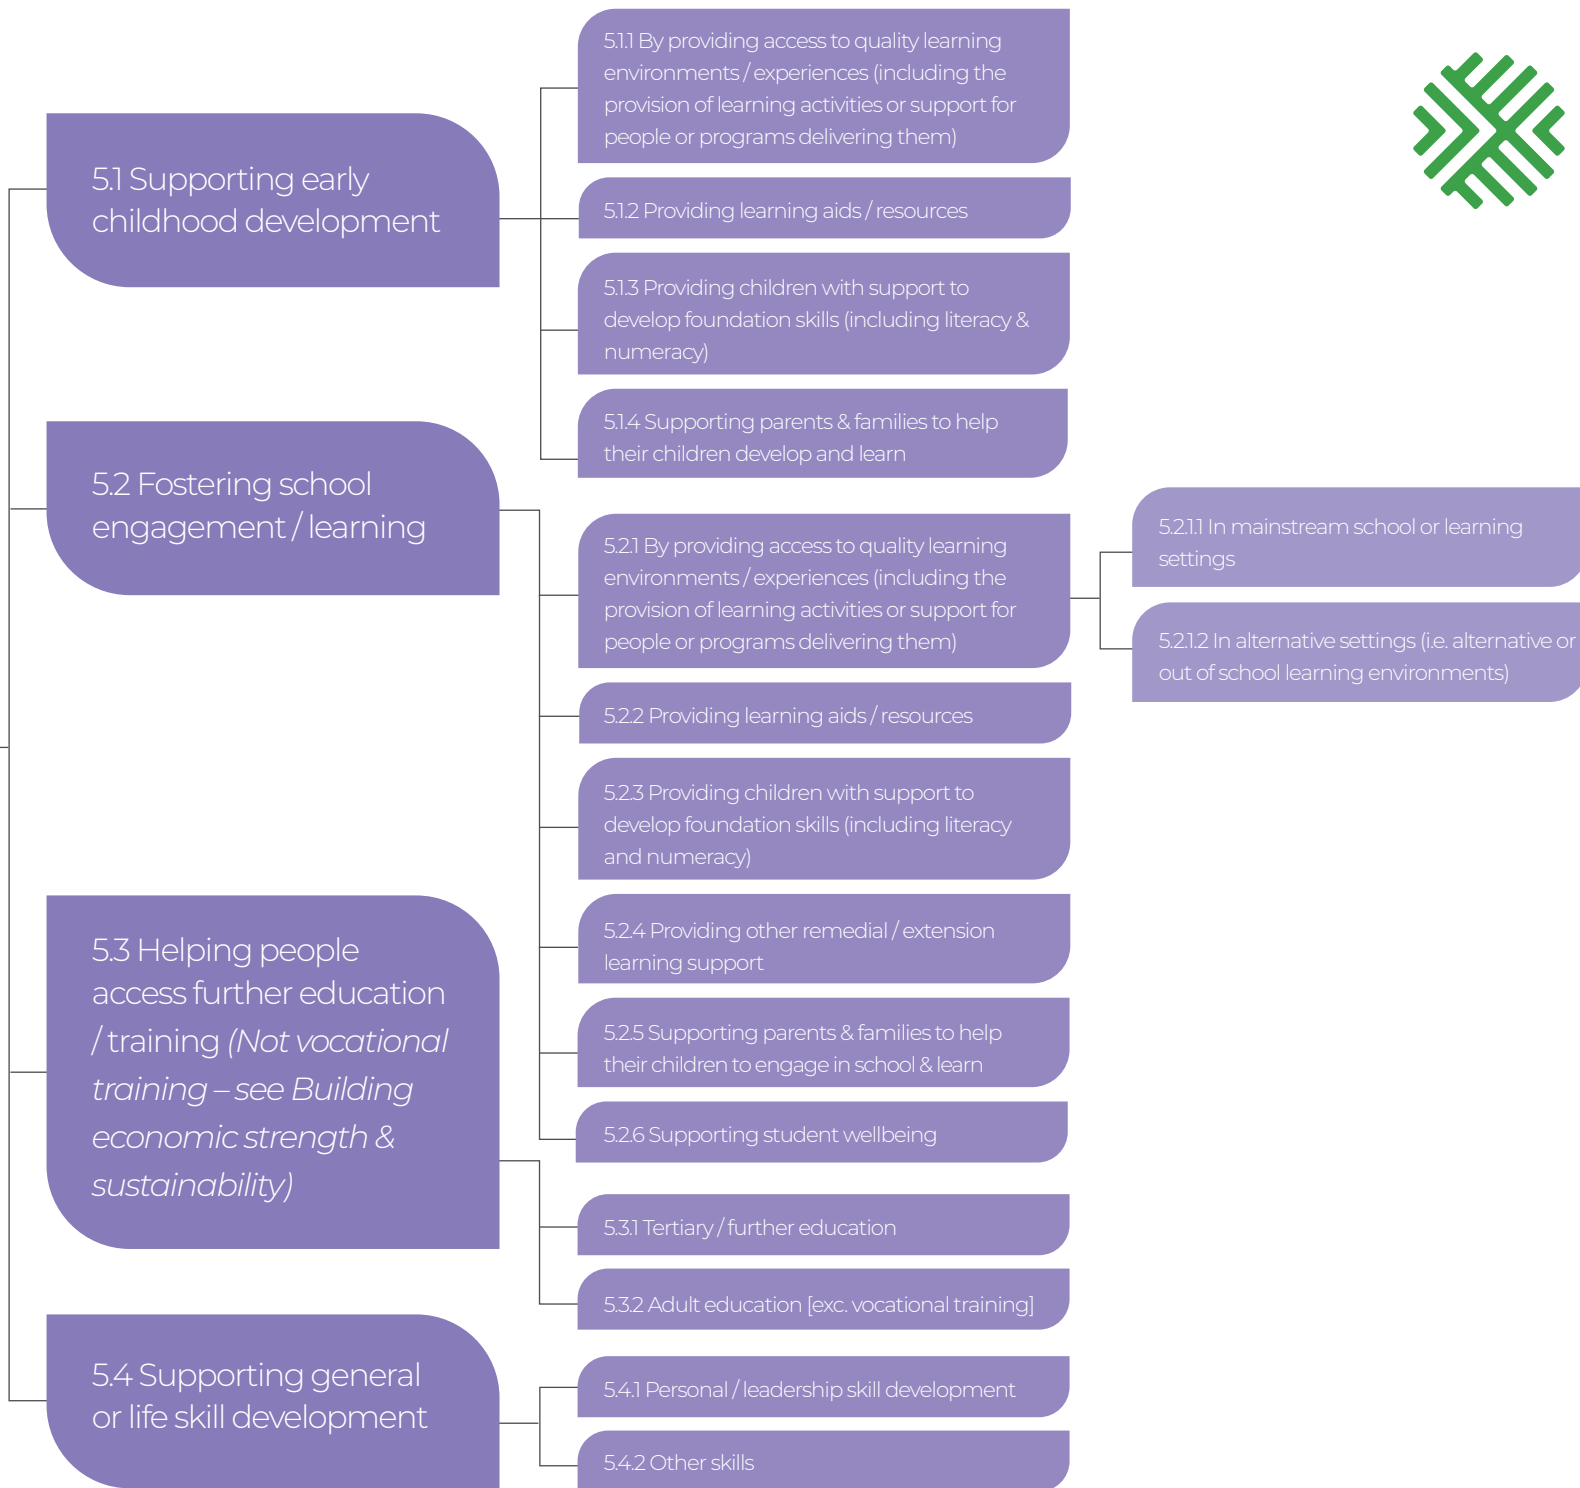 5.1 Supporting early
childhood development
5.1.1 By providing access to quality learning
environments / experiences (including the
provision of learning activities or support for
people or programs delivering them)
5.1.2 Providing learning aids / resources
5.1.3 Providing children with support to
develop foundation skills (including literacy &
numeracy)
5.1.4 Supporting parents & families to help
their children develop and learn
5.2 Fostering school
engagement / learning
5.2.1 By providing access to quality learning
environments / experiences (including the
provision of learning activities or support for
people or programs delivering them)
5.2.1.1 In mainstream school or learning
settings
5.2.1.2 In alternative settings (i.e. alternative or
out of school learning environments)
5.2.2 Providing learning aids / resources
5.2.3 Providing children with support to
develop foundation skills (including literacy
and numeracy)
5.2.4 Providing other remedial / extension
learning support
5.2.5 Supporting parents & families to help
their children to engage in school & learn
5.2.6 Supporting student wellbeing
5.3 Helping people
access further education
/ training (Not vocational
training – see Building
economic strength &
sustainability)
5.3.1 Tertiary / further education
5.3.2 Adult education [exc. vocational training]
5.4 Supporting general
or life skill development
5.4.1 Personal / leadership skill development
5.4.2 Other skills